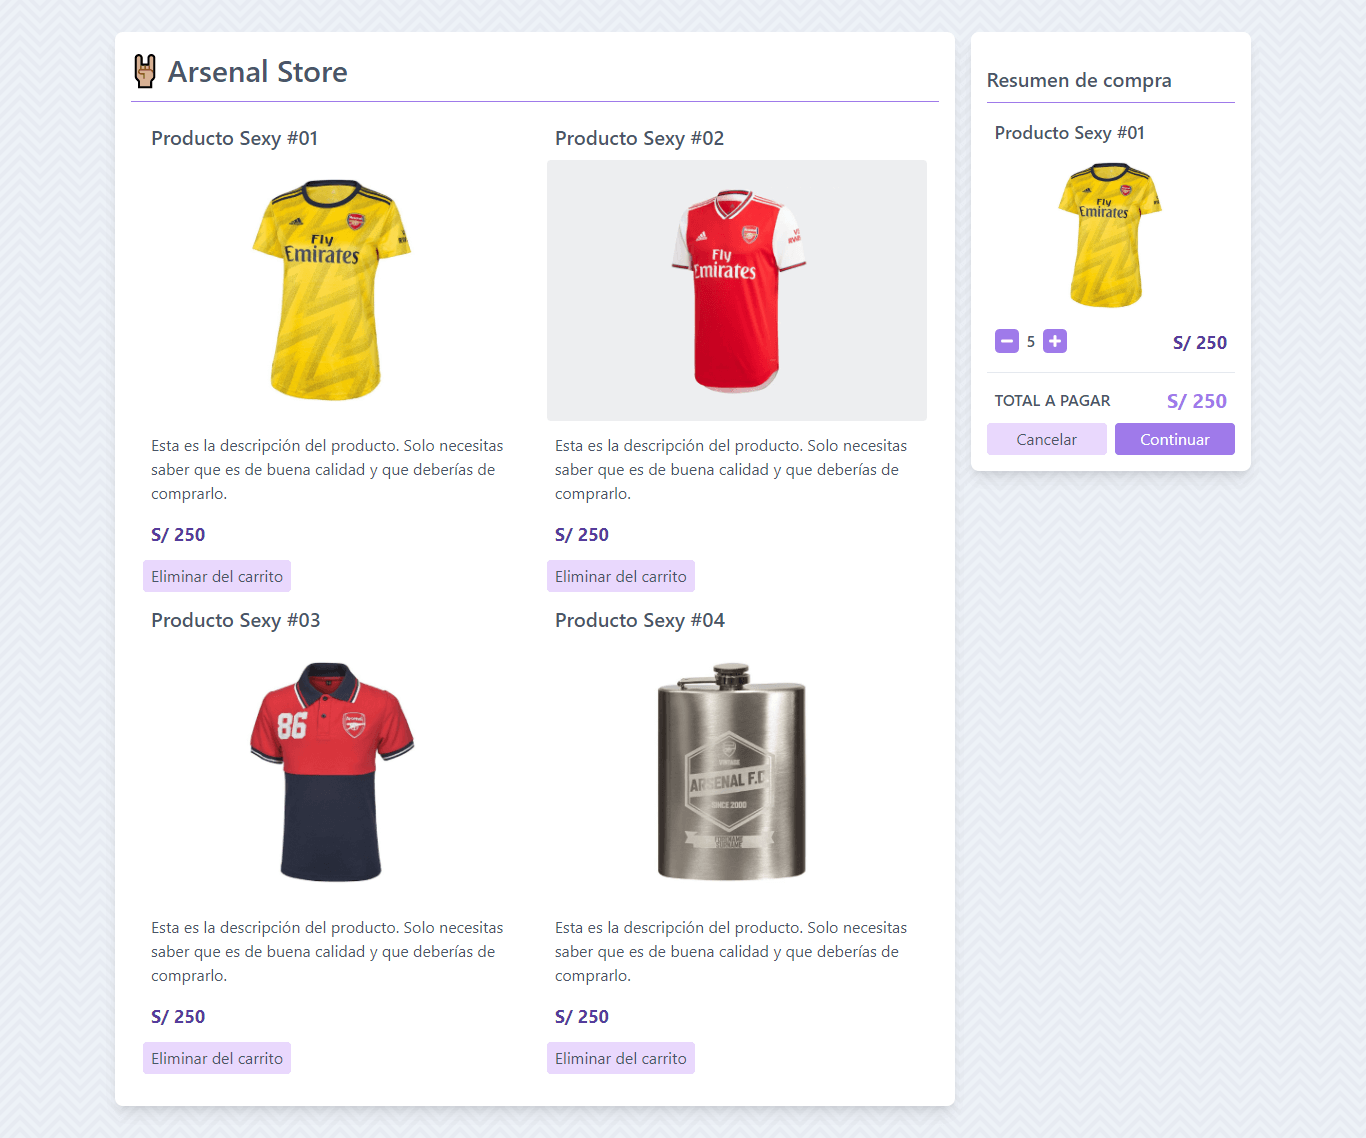 Arsenal Store
Producto Sexy #01
Fly
Emirates
Esta es la descripción del producto. Solo necesitas
saber que es de buena calidad y que deberías de
comprarlo.
S/ 250
Eliminar del carrito
Producto Sexy #02
Fly
Emirates
Esta es la descripción del producto. Solo necesitas
saber que es de buena calidad y que deberías de
comprarlo.
S/ 250
Eliminar del carrito
Producto Sexy #03
86
Arsenal
Esta es la descripción del producto. Solo necesitas
saber que es de buena calidad y que deberías de
comprarlo.
S/ 250
Eliminar del carrito
Producto Sexy #04
VINTAGE
ARSENAL F.C.
SINCE 2000
Esta es la descripción del producto. Solo necesitas
saber que es de buena calidad y que deberías de
comprarlo.
S/ 250
Eliminar del carrito
Resumen de compra
Producto Sexy #01
Fly
Emirates
5
S/ 250
TOTAL A PAGAR
S/ 250
Cancelar
Continuar